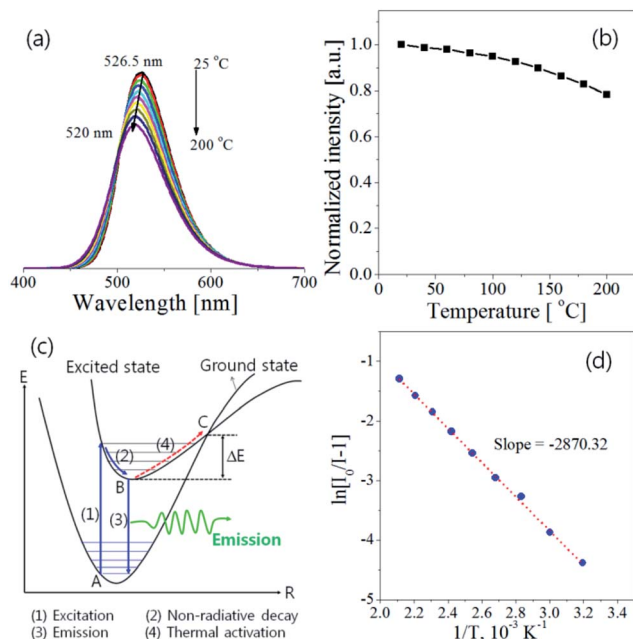 (a)
526.5 nm
25 °C
520 nm
200 °C
400 500 600 700
Wavelength [nm]
(b)
Normalized inensity [a.u.]
1.0
0.8
0.6
0.4
0.2
0.0
0 50 100 150 200
Temperature [ °C]
(c)
Excited state
Ground state
E
C
(4)
(2)
ΔE
B
(1)
(3)
Emission
A
R
(1) Excitation (2) Non-radiative decay
(3) Emission (4) Thermal activation
(d)
ln[I0/I-1]
-1
-2
-3
-4
-5
Slope = -2870.32
2.0 2.2 2.4 2.6 2.8 3.0 3.2 3.4
1/T, 10-3 K-1